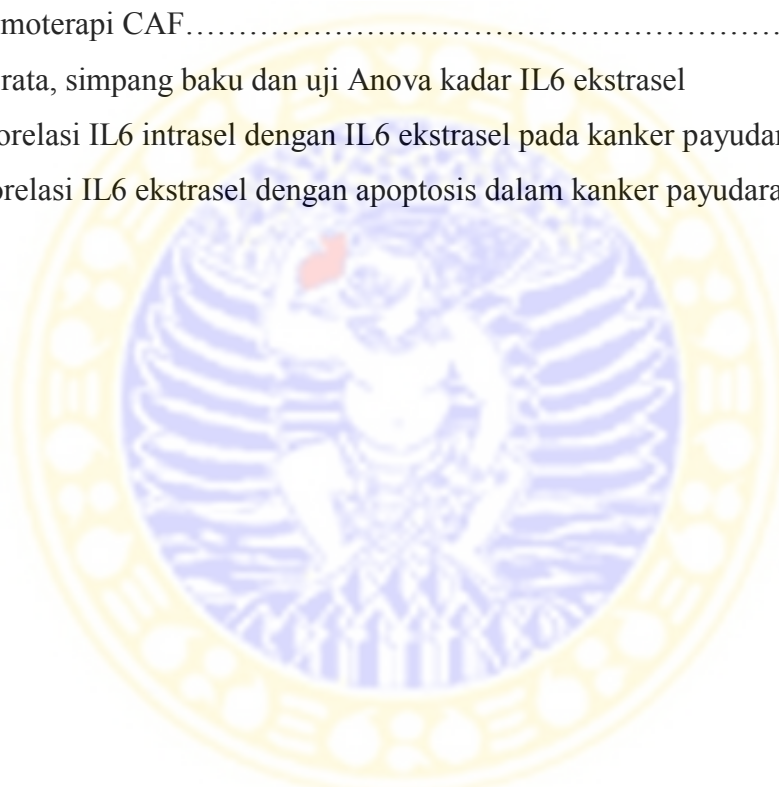 moterapi CAF……………………………………………………
rata, simpang baku dan uji Anova kadar IL6 ekstrasel
orelasi IL6 intrasel dengan IL6 ekstrasel pada kanker payudar
orelasi IL6 ekstrasel dengan apoptosis dalam kanker payudara